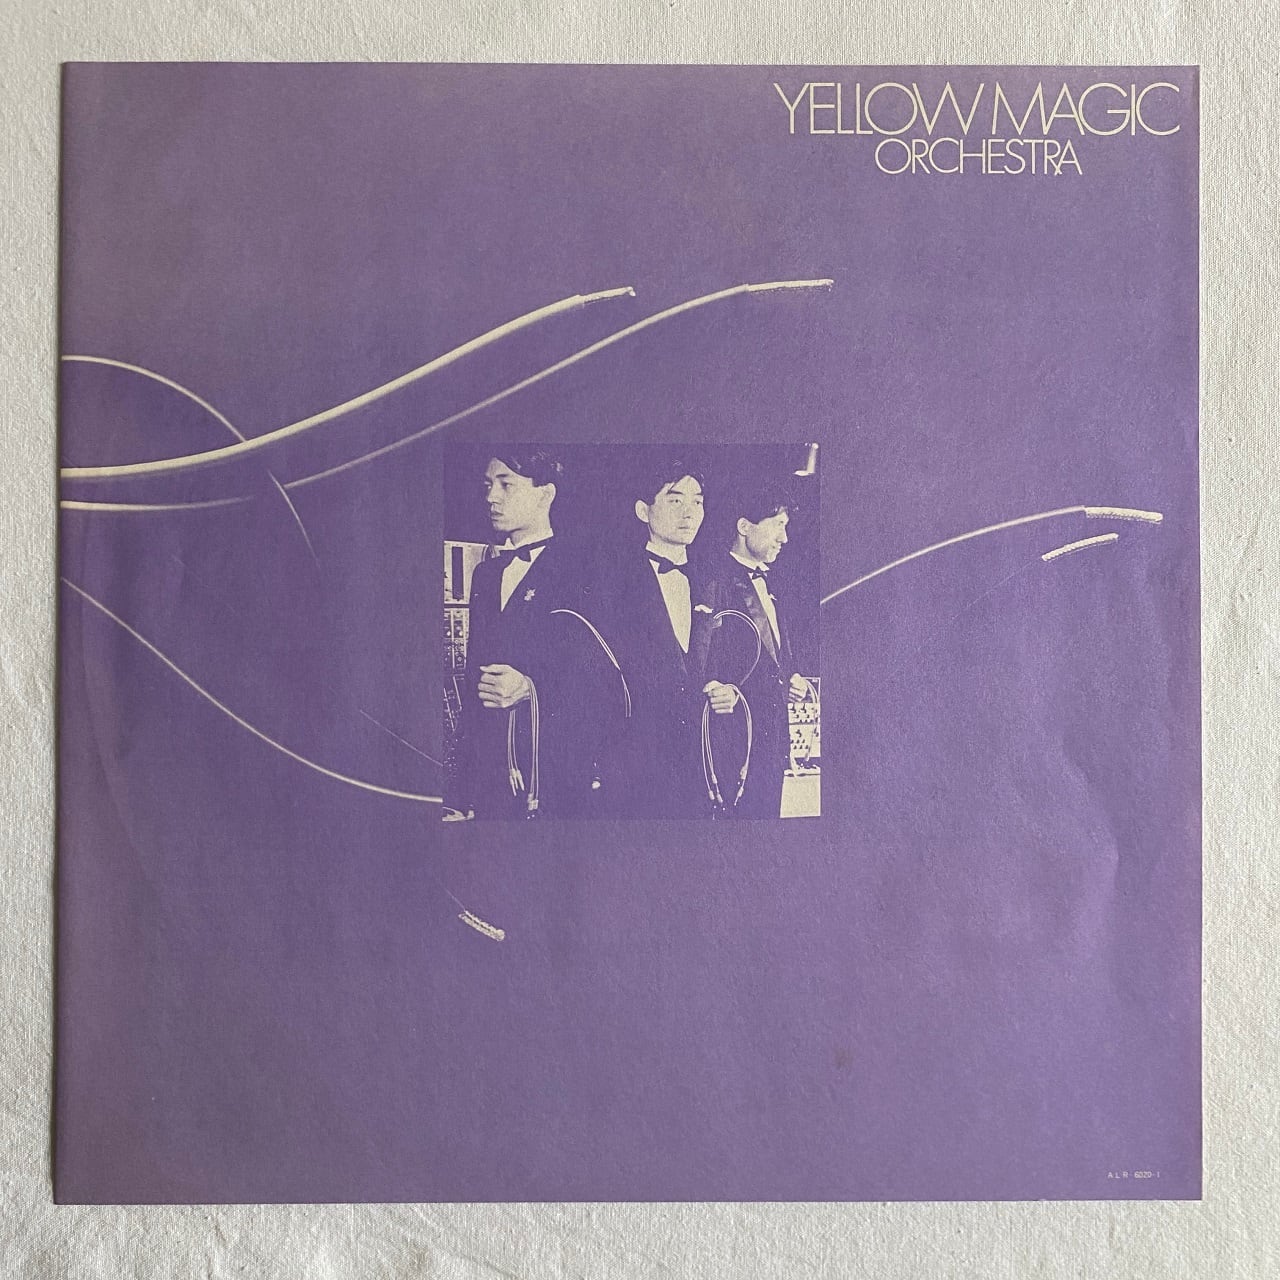 YELLOW MAGIC
ORCHESTRA
ALR-6020-1